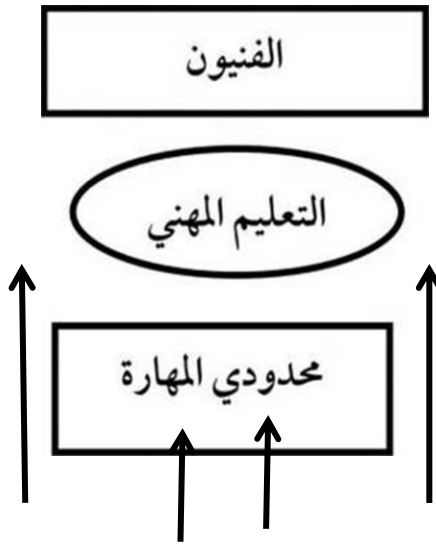 الفنيون
التعليم المهني
محدودي المهارة